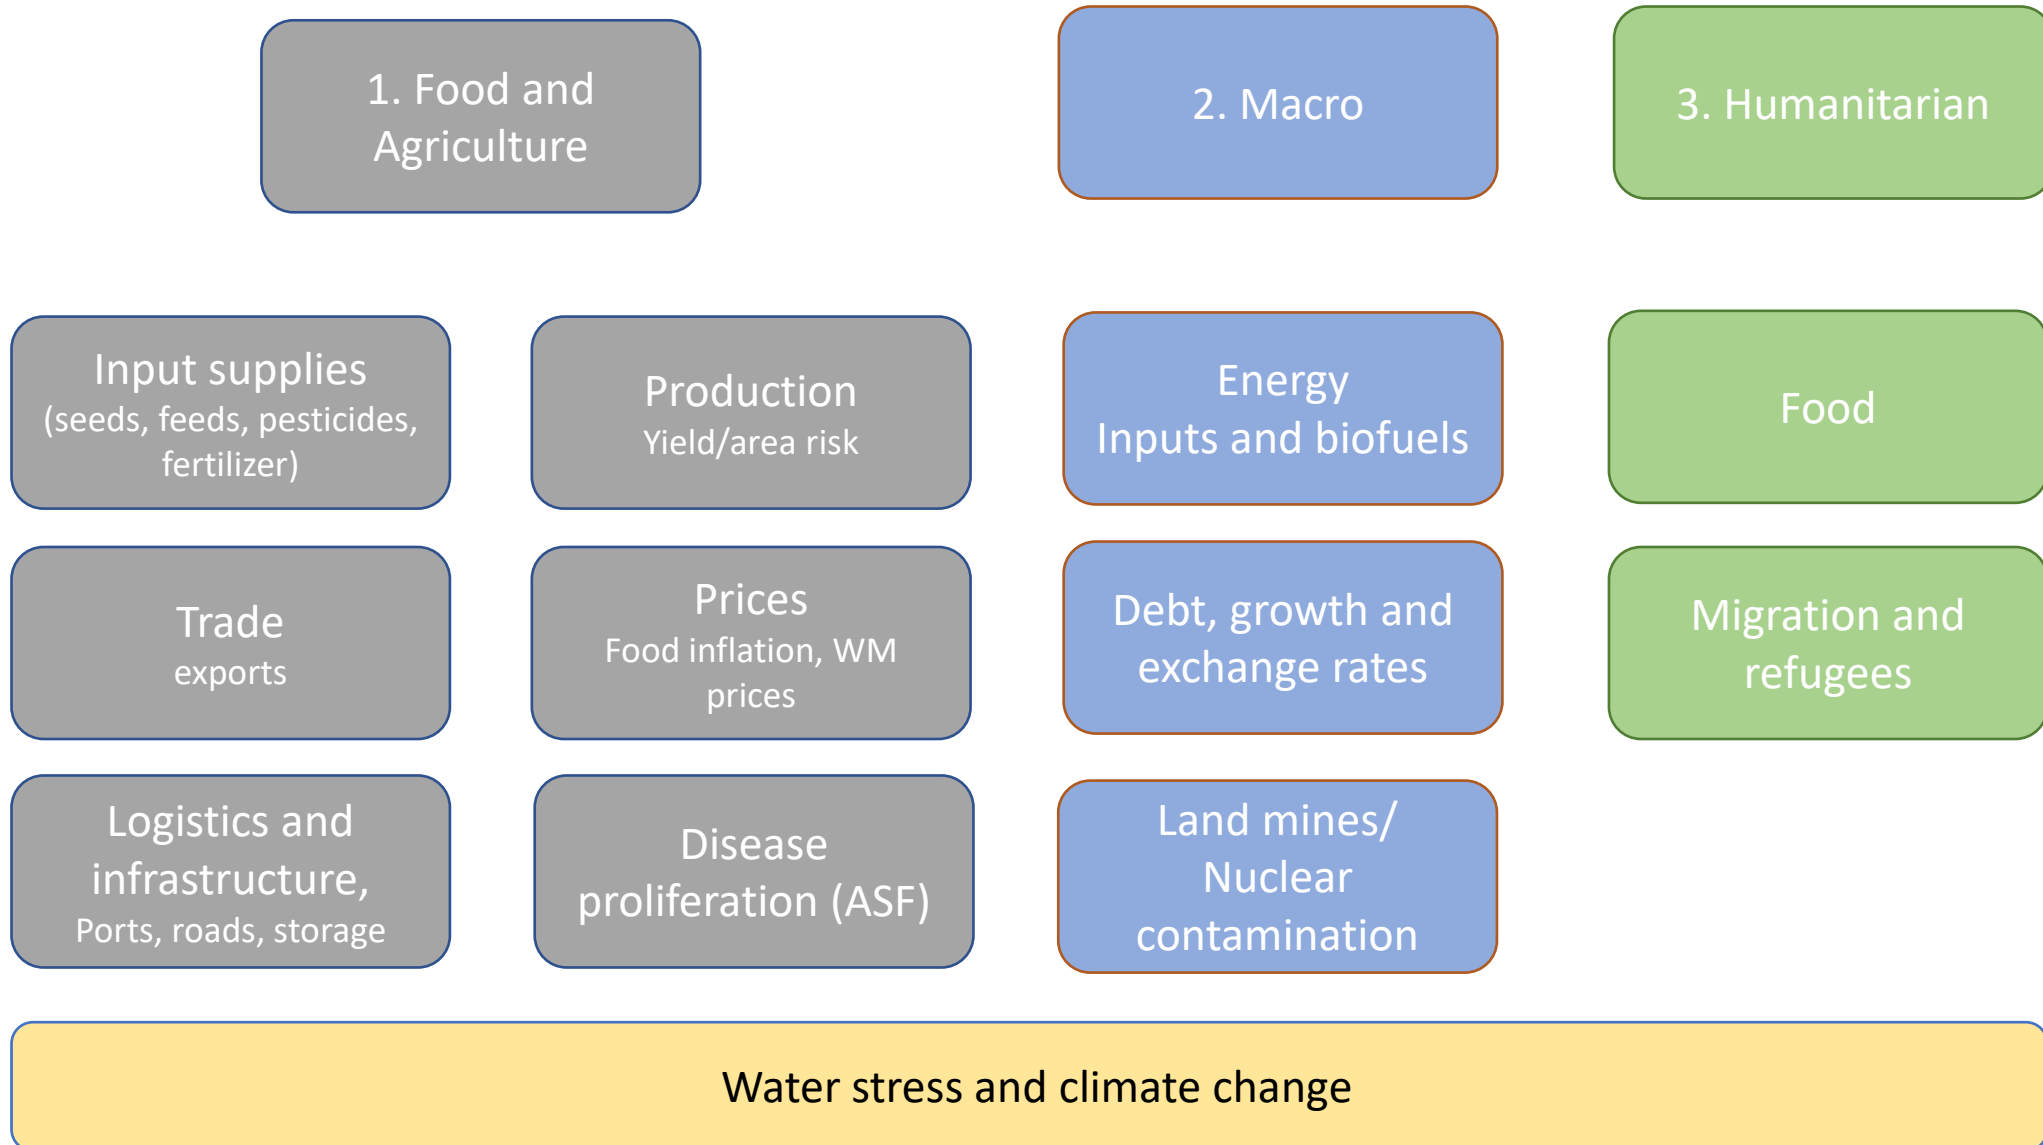 1. Food and
Agriculture
2. Macro
3. Humanitarian
Input supplies
(seeds, feeds, pesticides,
fertilizer)
Production
Yield/area risk
Energy
Inputs and biofuels
Food
Trade
exports
Prices
Food inflation, WM
prices
Debt, growth and
exchange rates
Migration and
refugees
Logistics and
infrastructure,
Ports, roads, storage
Disease
proliferation (ASF)
Land mines/
Nuclear
contamination
Water stress and climate change